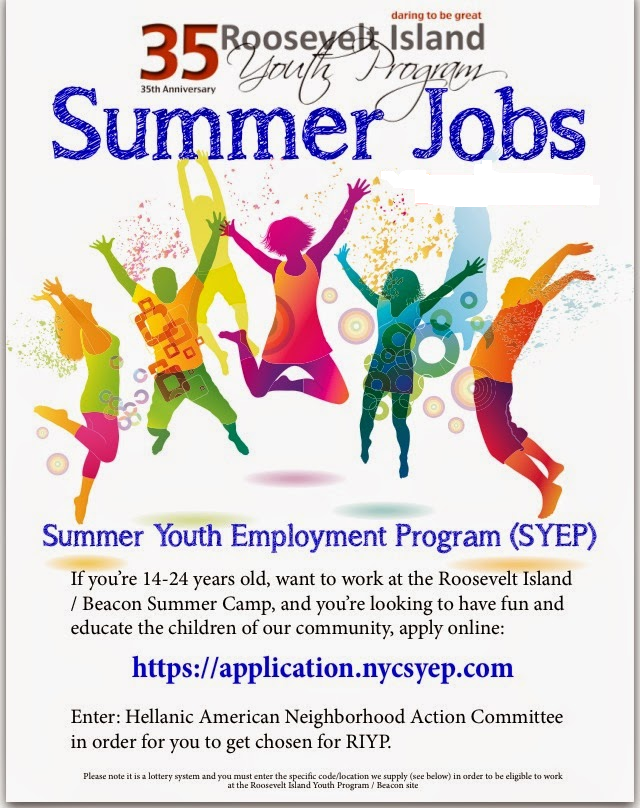 daring to be great
35 Roosevelt Island
Youth Program
35th Anniversary
Summer Jobs
Summer Youth Employment Program (SYEP)
If you're 14-24 years old, want to work at the Roosevelt Island
/ Beacon Summer Camp, and you're looking to have fun and
educate the children of our community, apply online:
https://application.nycsyep.com
Enter: Hellanic American Neighborhood Action Committee
in order for you to get chosen for RIYP.
Please note it is a lottery system and you must enter the specific code/location we supply (see below) in order to be eligible to work
at the Roosevelt Island Youth Program / Beacon site